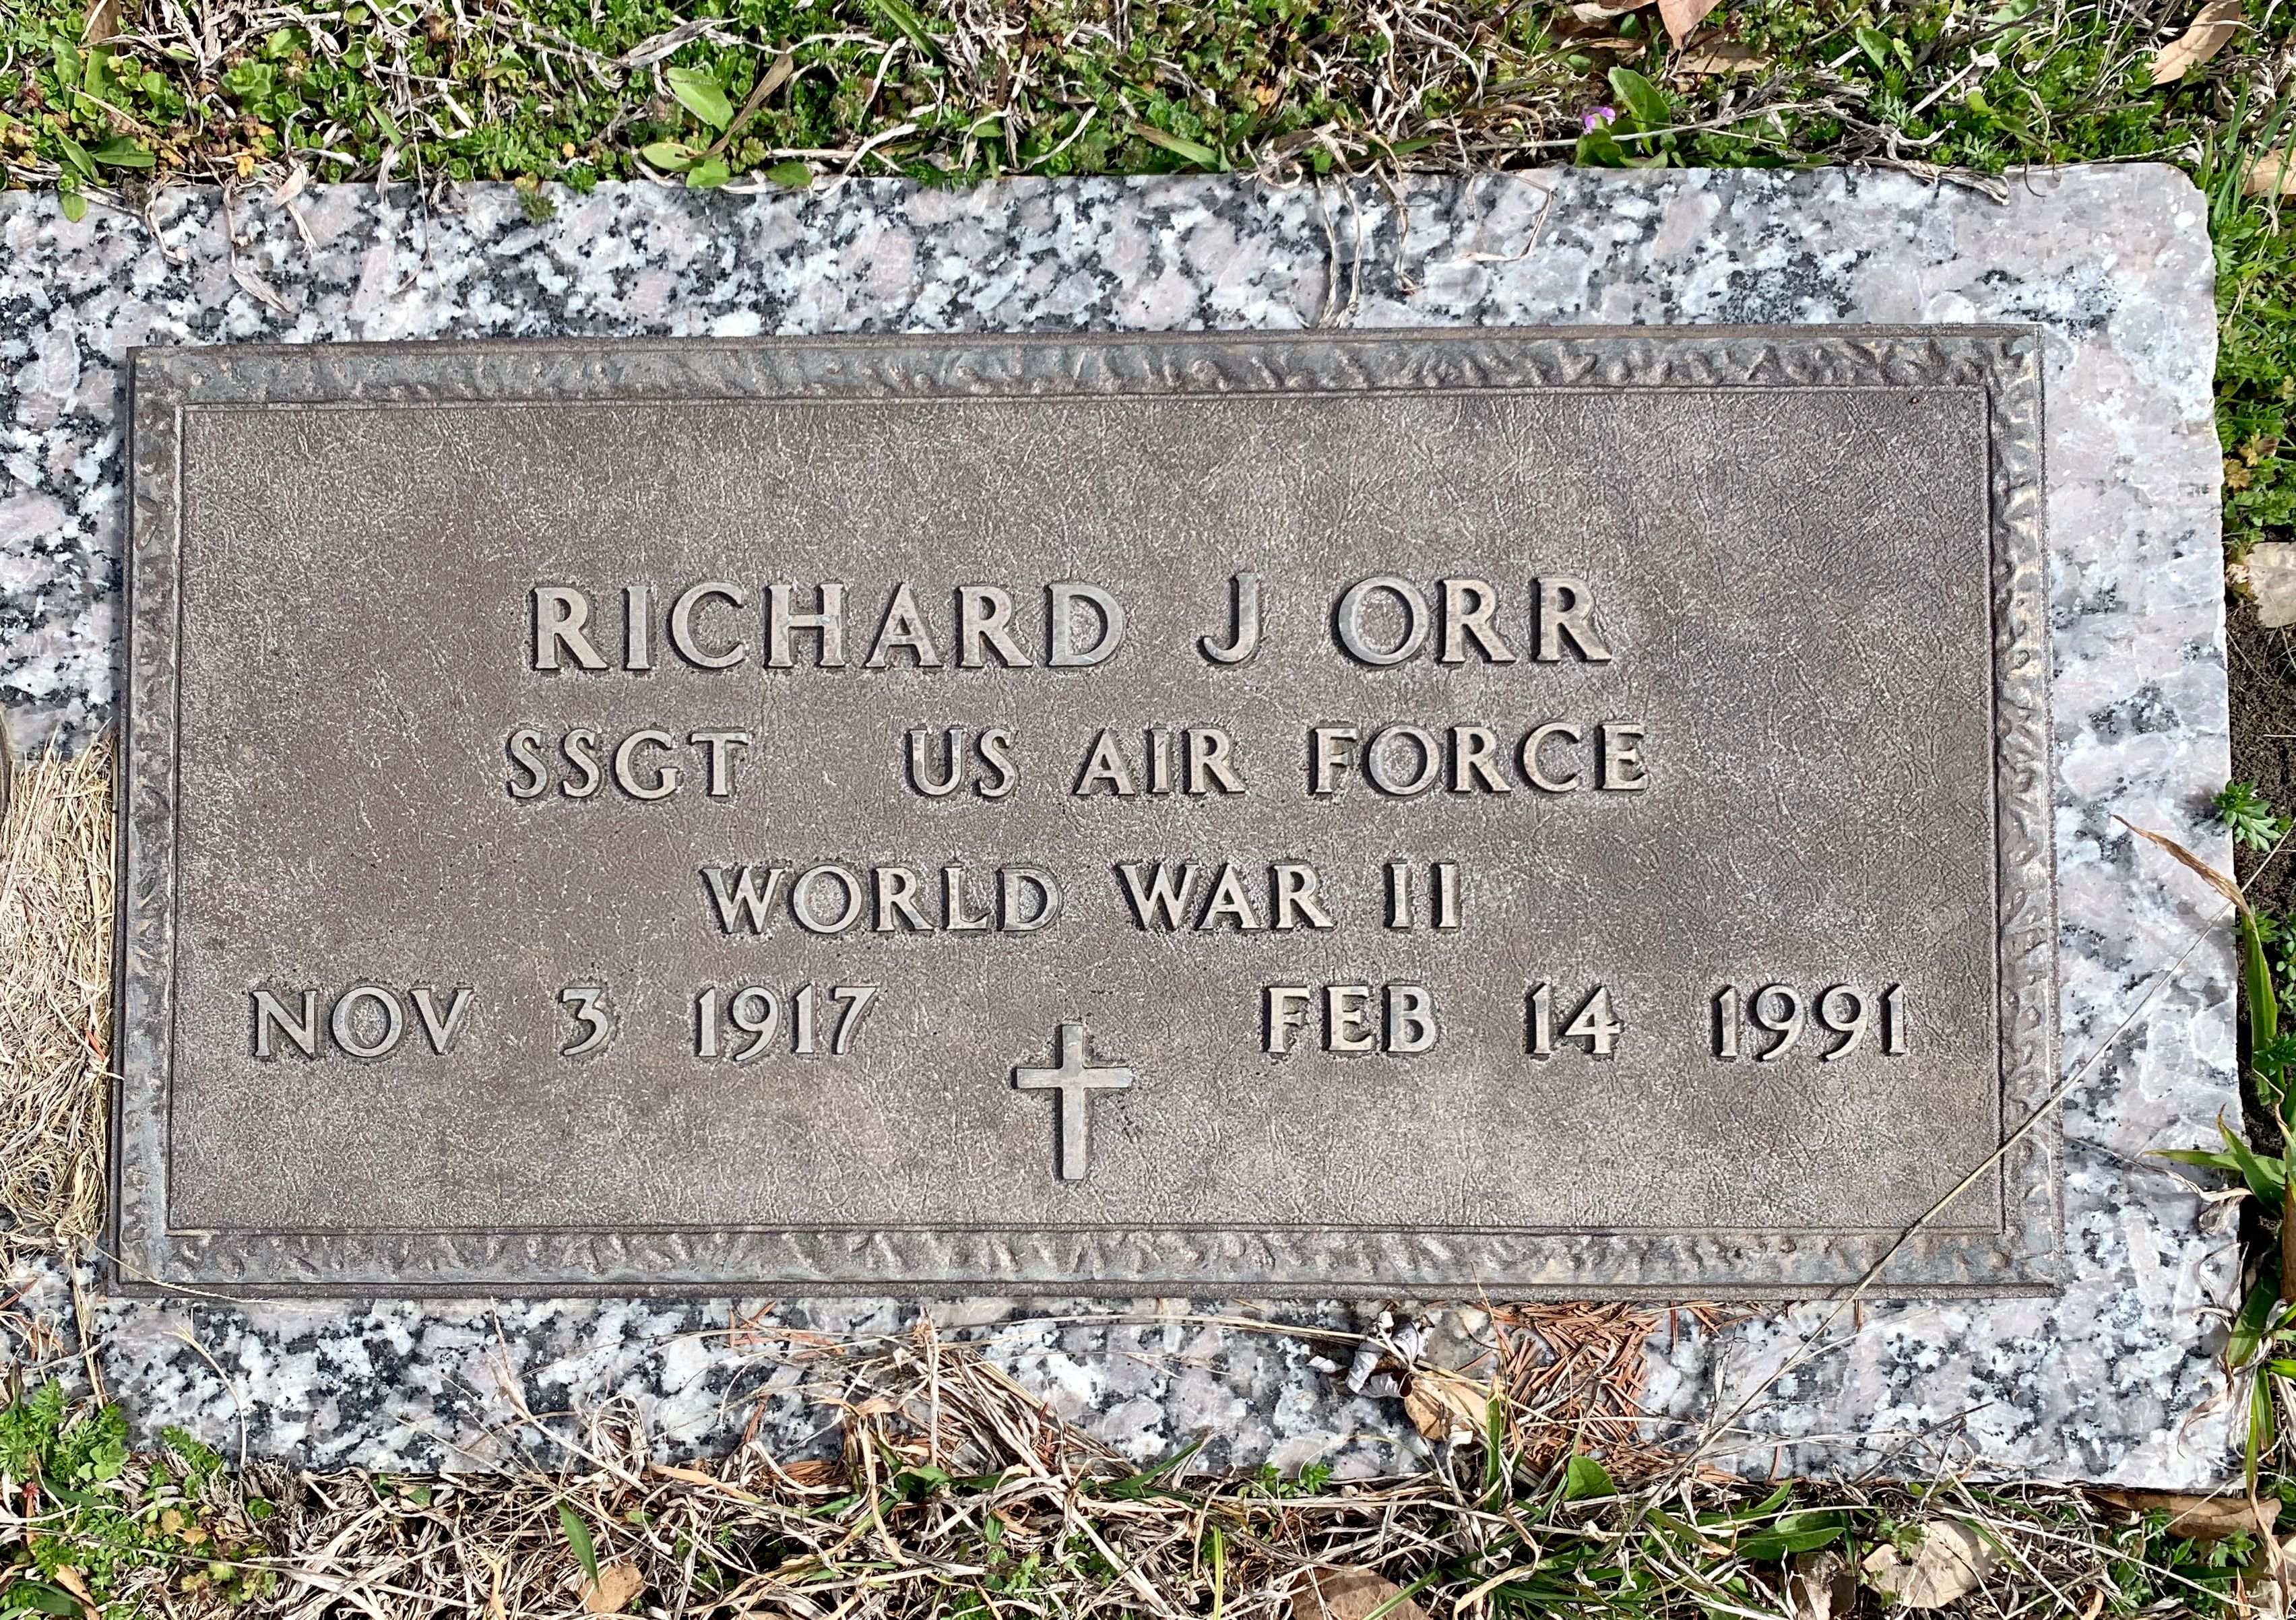 RICHARD J ORR
SSGT US AIR FORCE
WORLD WAR II
NOV 3 1917 FEB 14 1991